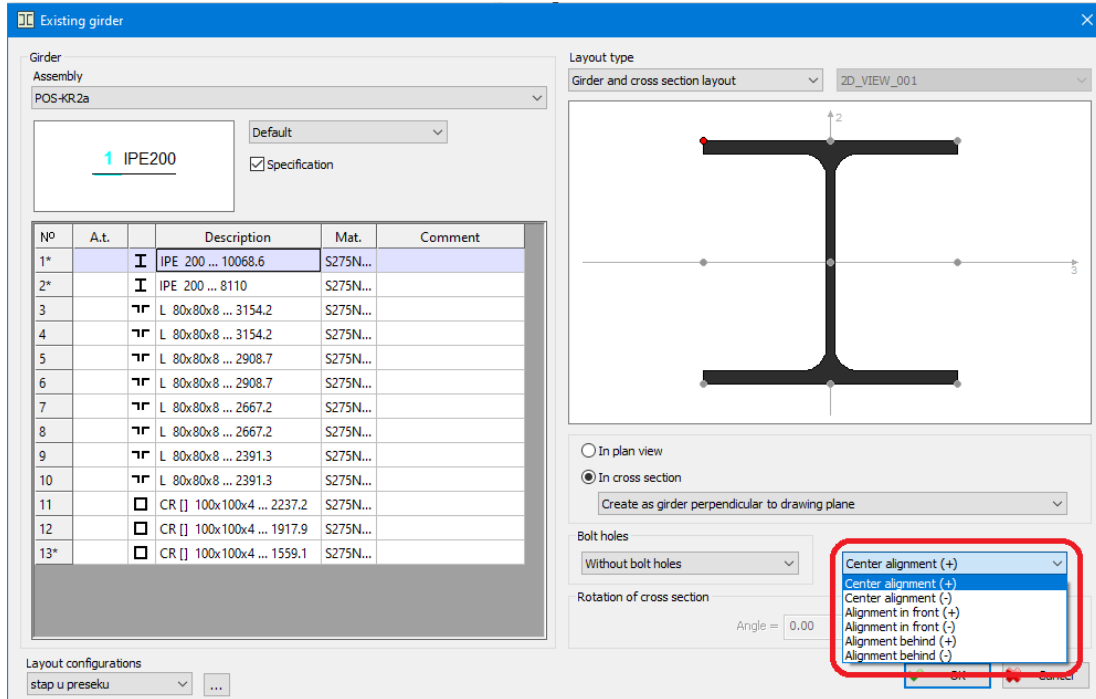 Existing girder
Girder
Assembly
POS-KR2a
1 IPE200
Default
Specification
Nº A.t. Description Mat. Comment
1* IPE 200 ... 10068.6 S275N...
2* IPE 200 ... 8110 S275N...
3 L 80x80x8 ... 3154.2 S275N...
4 L 80x80x8 ... 3154.2 S275N...
5 L 80x80x8 ... 2908.7 S275N...
6 L 80x80x8 ... 2908.7 S275N...
7 L 80x80x8 ... 2667.2 S275N...
8 L 80x80x8 ... 2667.2 S275N...
9 L 80x80x8 ... 2391.3 S275N...
10 L 80x80x8 ... 2391.3 S275N...
11 CR [] 100x100x4 ... 2237.2 S275N...
12 CR [] 100x100x4 ... 1917.9 S275N...
13* CR [] 100x100x4 ... 1559.1 S275N...
Layout configurations
stap u preseku
...
Layout type
Girder and cross section layout 2D_VIEW_001
2
3
In plan view
In cross section
Create as girder perpendicular to drawing plane
Bolt holes
Without bolt holes
Center alignment (+)
Center alignment (+)
Center alignment (-)
Alignment in front (+)
Alignment in front (-)
Alignment behind (+)
Alignment behind (-)
Rotation of cross section
Angle = 0.00
OK Cancel